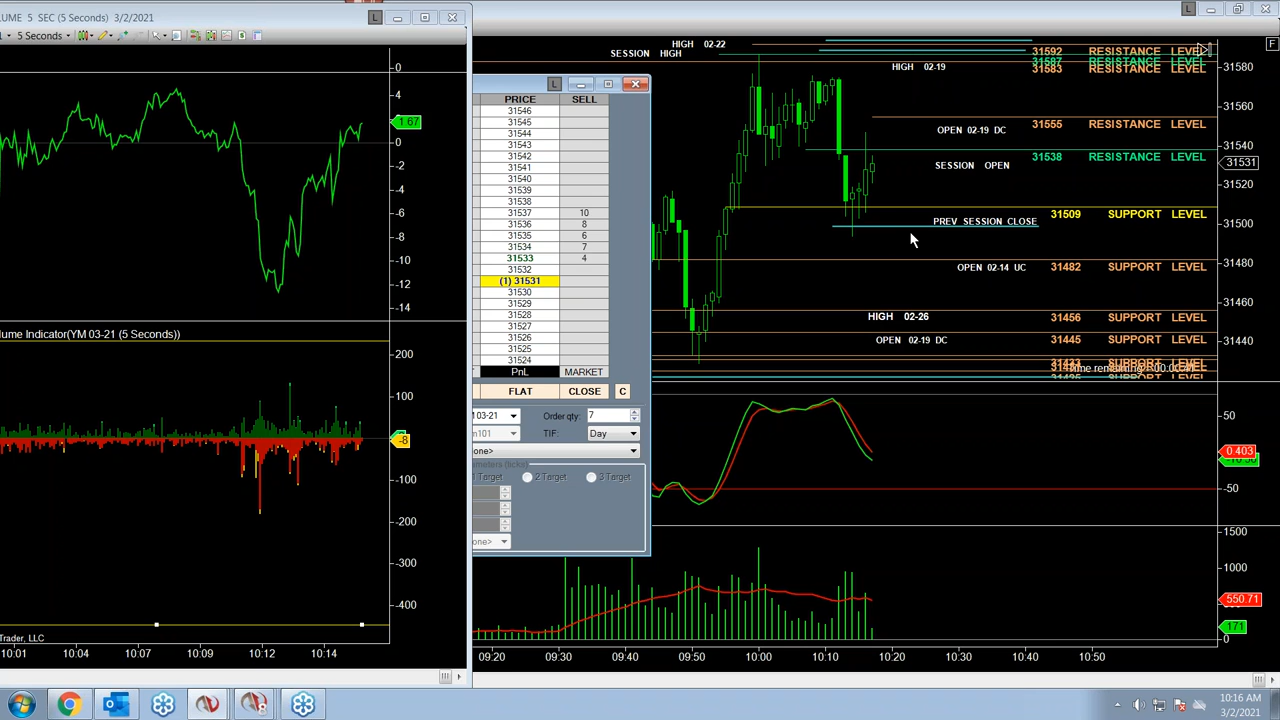 LUME 5 SEC (5 Seconds) 3/2/2021
5 Seconds
0
4
1.67
0
-2
-4
-6
-8
-10
-14
lume Indicator(YM 03-21 (5 Seconds))
200
100
-8
-100
-200
-300
-400
Trader, LLC
10:01 10:04 10:07 10:09 10:12 10:14
L
L
PRICE SELL
31546
31545
31544
31543
31542
31541
31540
31539
31538
31537 10
31536 8
31535 6
31534 7
31533 4
31532
(1) 31531
31530
31529
31528
31527
31526
31525
31524
PnL MARKET
FLAT CLOSE C
03-21 Order qty: 7
m101 TIF: Day
one>
rameters (ticks)
1 Target 2 Target 3 Target
one>
L
F
HIGH 02-22
SESSION HIGH
HIGH 02-19
31592 RESISTANCE LEVEL
31587 RESISTANCE LEVEL
31583 RESISTANCE LEVEL
OPEN 02-19 DC 31555 RESISTANCE LEVEL
SESSION OPEN 31538 RESISTANCE LEVEL
PREV SESSION CLOSE 31509 SUPPORT LEVEL
OPEN 02-14 UC 31482 SUPPORT LEVEL
HIGH 02-26 31456 SUPPORT LEVEL
OPEN 02-19 DC 31445 SUPPORT LEVEL
SUPPORT LEVEL
31580
31560
31540
31531
31520
31500
31480
31460
31440
50
0.403
-50
1500
1000
550.71
171
0
09:20 09:30 09:40 09:50 10:00 10:10 10:20 10:30 10:40 10:50
10:16 AM
3/2/2021